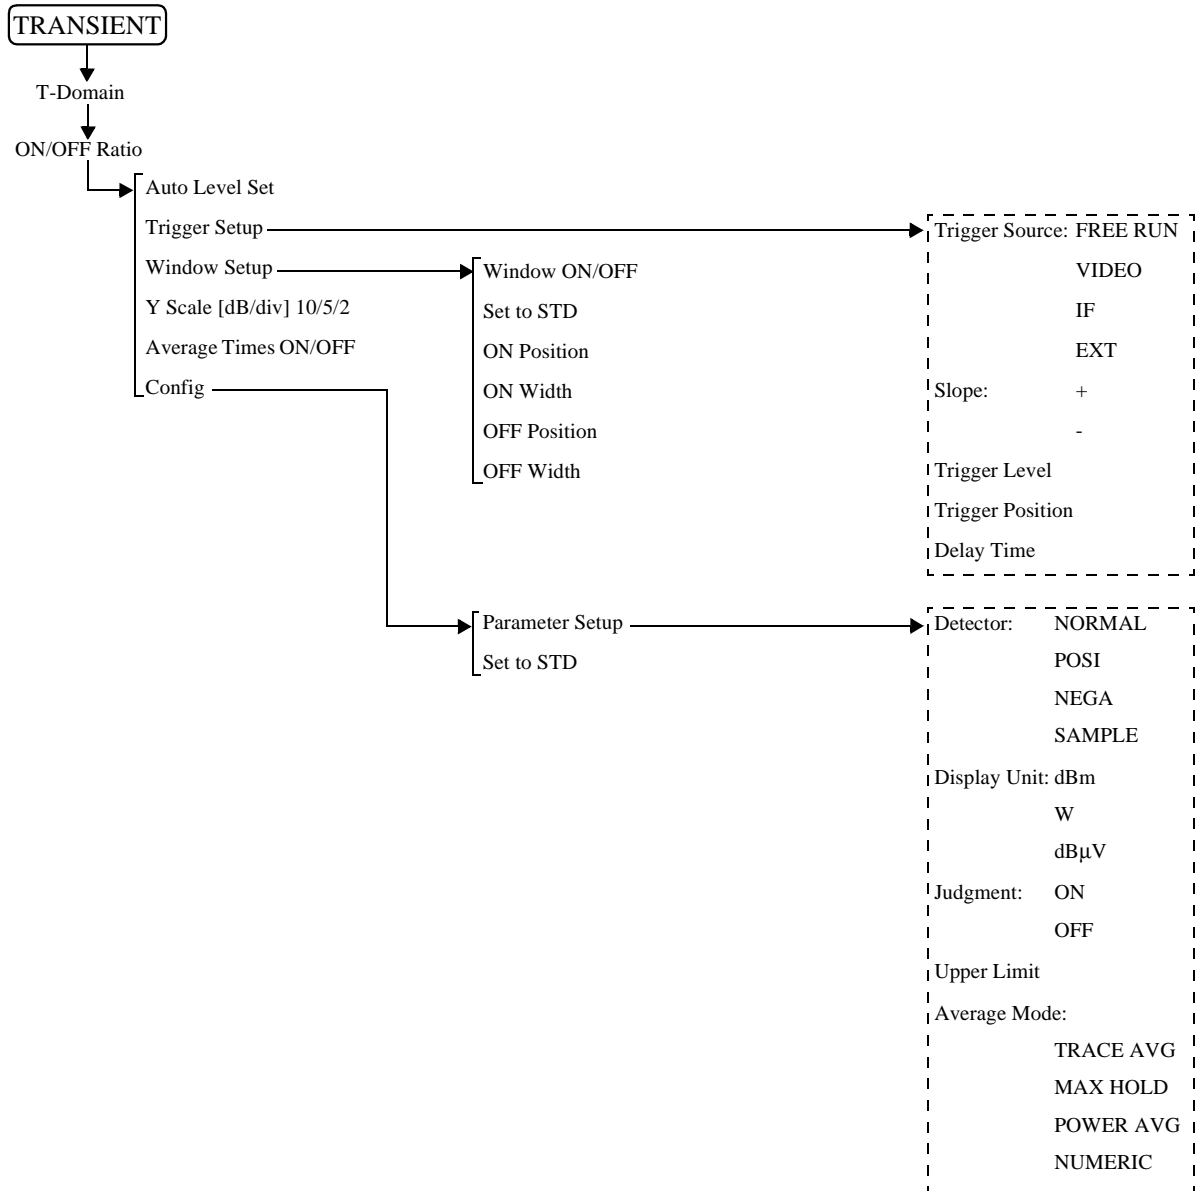 TRANSIENT
T-Domain
ON/OFF Ratio
Auto Level Set
Trigger Setup
Window Setup
Y Scale [dB/div] 10/5/2
Average Times ON/OFF
Config
Window ON/OFF
Set to STD
ON Position
ON Width
OFF Position
OFF Width
Trigger Source: FREE RUN
VIDEO
IF
EXT
Slope: +
-
Trigger Level
Trigger Position
Delay Time
Parameter Setup
Set to STD
Detector: NORMAL
POSI
NEGA
SAMPLE
Display Unit: dBm
W
dBµV
Judgment: ON
OFF
Upper Limit
Average Mode:
TRACE AVG
MAX HOLD
POWER AVG
NUMERIC